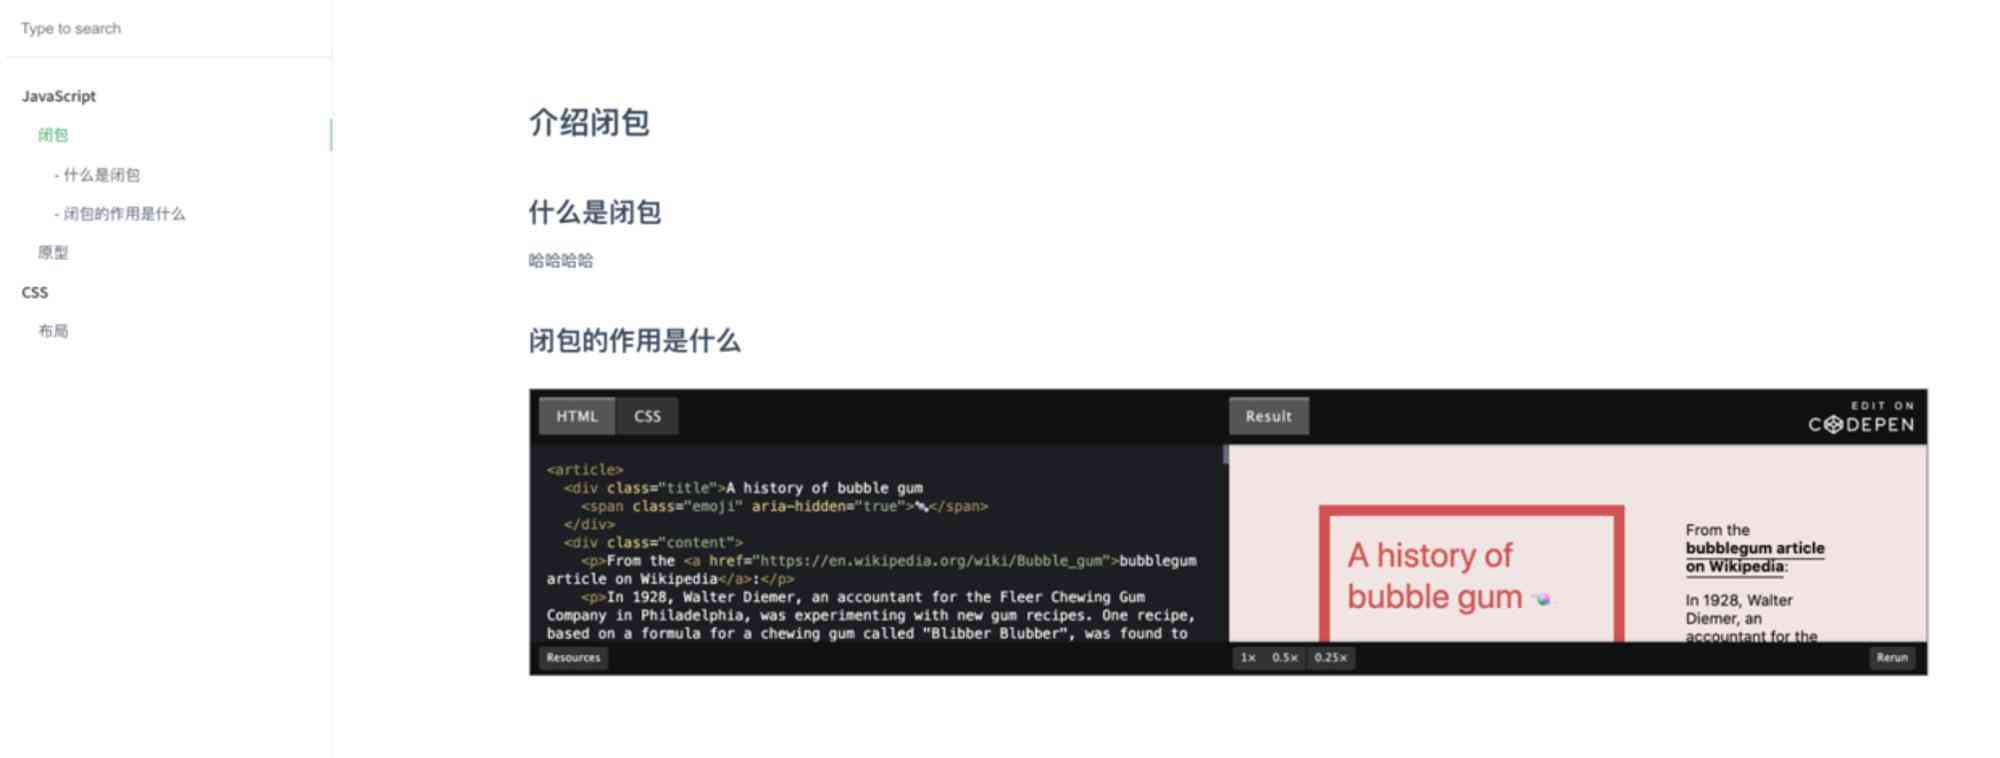 Type to search
JavaScript
闭包
- 什么是闭包
- 闭包的作用是什么
原型
CSS
布局
介绍闭包
什么是闭包
哈哈哈哈
闭包的作用是什么
HTML CSS
Result
EDIT ON
CODEPEN
<article>
<div class="title">A history of bubble gum
<span class="emoji" aria-hidden="true">🍬</span>
</div>
<div class="content">
<p>From the <a href="https://en.wikipedia.org/wiki/Bubble_gum">bubblegum
article on Wikipedia</a>:</p>
<p>In 1928, Walter Diemer, an accountant for the Fleer Chewing Gum
Company in Philadelphia, was experimenting with new gum recipes. One recipe,
based on a formula for a chewing gum called "Blibber Blubber", was found to
Resources
A history of
bubble gum 🍬
From the
bubblegum article
on Wikipedia:
In 1928, Walter
Diemer, an
accountant for the
1× 0.5× 0.25×
Rerun